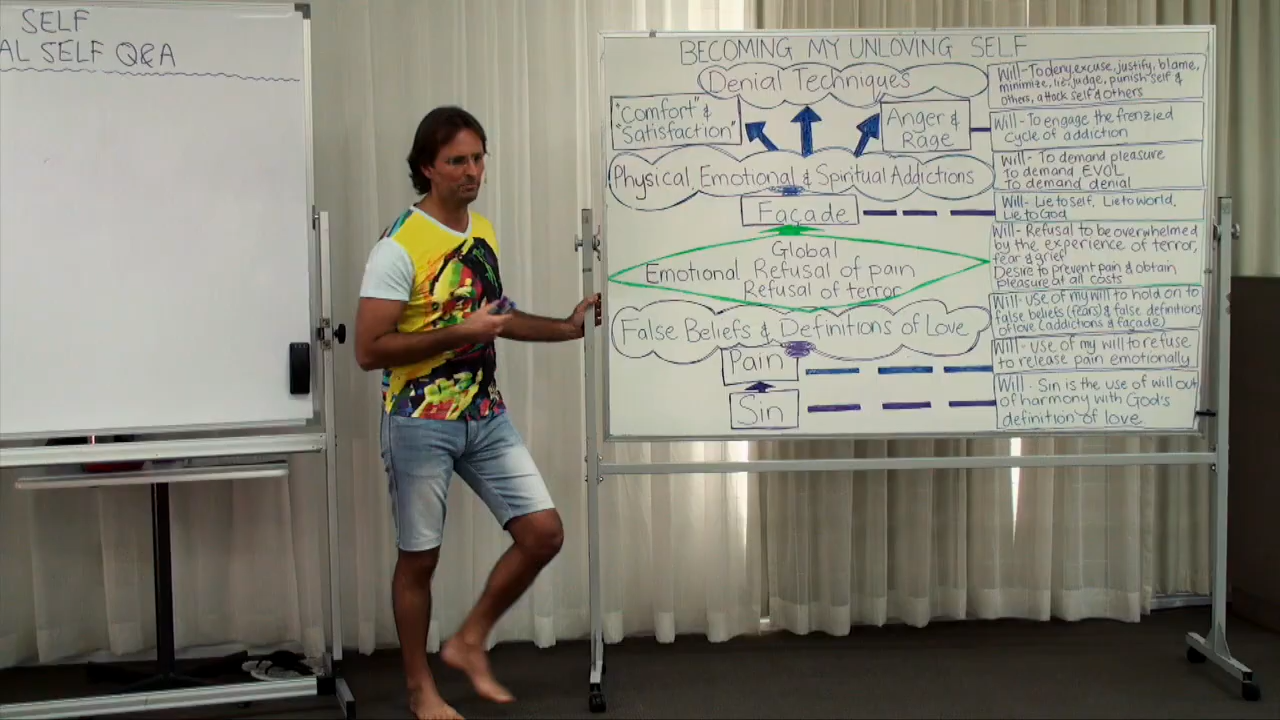 SELF
AL SELF Q&A
BECOMING MY UNLOVING SELF
Denial Techniques
"Comfort" &
"Satisfaction"
Anger &
Rage
Physical Emotional & Spiritual Addictions
Façade
Global
Emotional Refusal of pain
Refusal of terror
False Beliefs & Definitions of Love
Pain
Sin
Will - To deny, excuse, justify, blame,
minimize, lie, judge, punish self &
others, attack self & others
Will - To engage the frenzied
cycle of addiction
Will - To demand pleasure
To demand EVOL
To demand denial
Will - Lie to self, Lie to world,
Lie to God
Will - Refusal to be overwhelmed
by the experience of terror,
fear & grief
Desire to prevent pain & obtain
pleasure at all costs
Will - use of my will to hold on to
false beliefs (fears) & false definitions
of love (addictions & façade)
Will - use of my will to refuse
to release pain emotionally
Will - Sin is the use of will out
of harmony with God's
definition of love